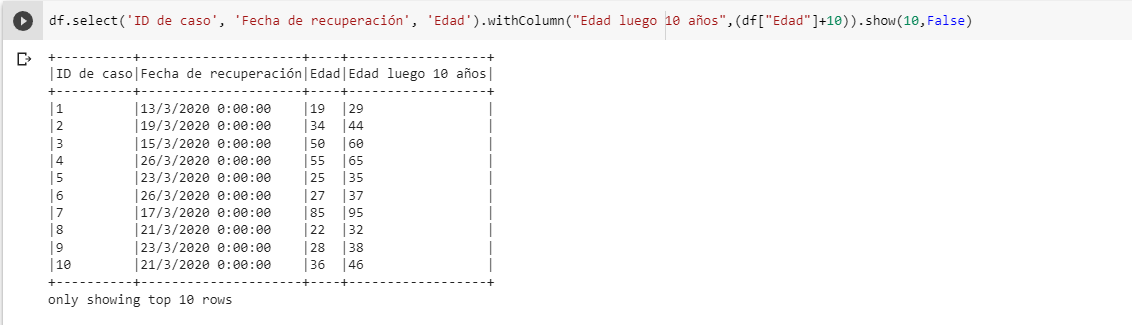 df.select('ID de caso', 'Fecha de recuperación', 'Edad').withColumn("Edad luego 10 años",(df["Edad"]+10)).show(10,False)
+----------+---------------------+----+------------------+
|ID de caso|Fecha de recuperación|Edad|Edad luego 10 años|
+----------+---------------------+----+------------------+
|1         |13/3/2020 0:00:00    |19  |29                |
|2         |19/3/2020 0:00:00    |34  |44                |
|3         |15/3/2020 0:00:00    |50  |60                |
|4         |26/3/2020 0:00:00    |55  |65                |
|5         |23/3/2020 0:00:00    |25  |35                |
|6         |26/3/2020 0:00:00    |27  |37                |
|7         |17/3/2020 0:00:00    |85  |95                |
|8         |21/3/2020 0:00:00    |22  |32                |
|9         |23/3/2020 0:00:00    |28  |38                |
|10        |21/3/2020 0:00:00    |36  |46                |
+----------+---------------------+----+------------------+
only showing top 10 rows